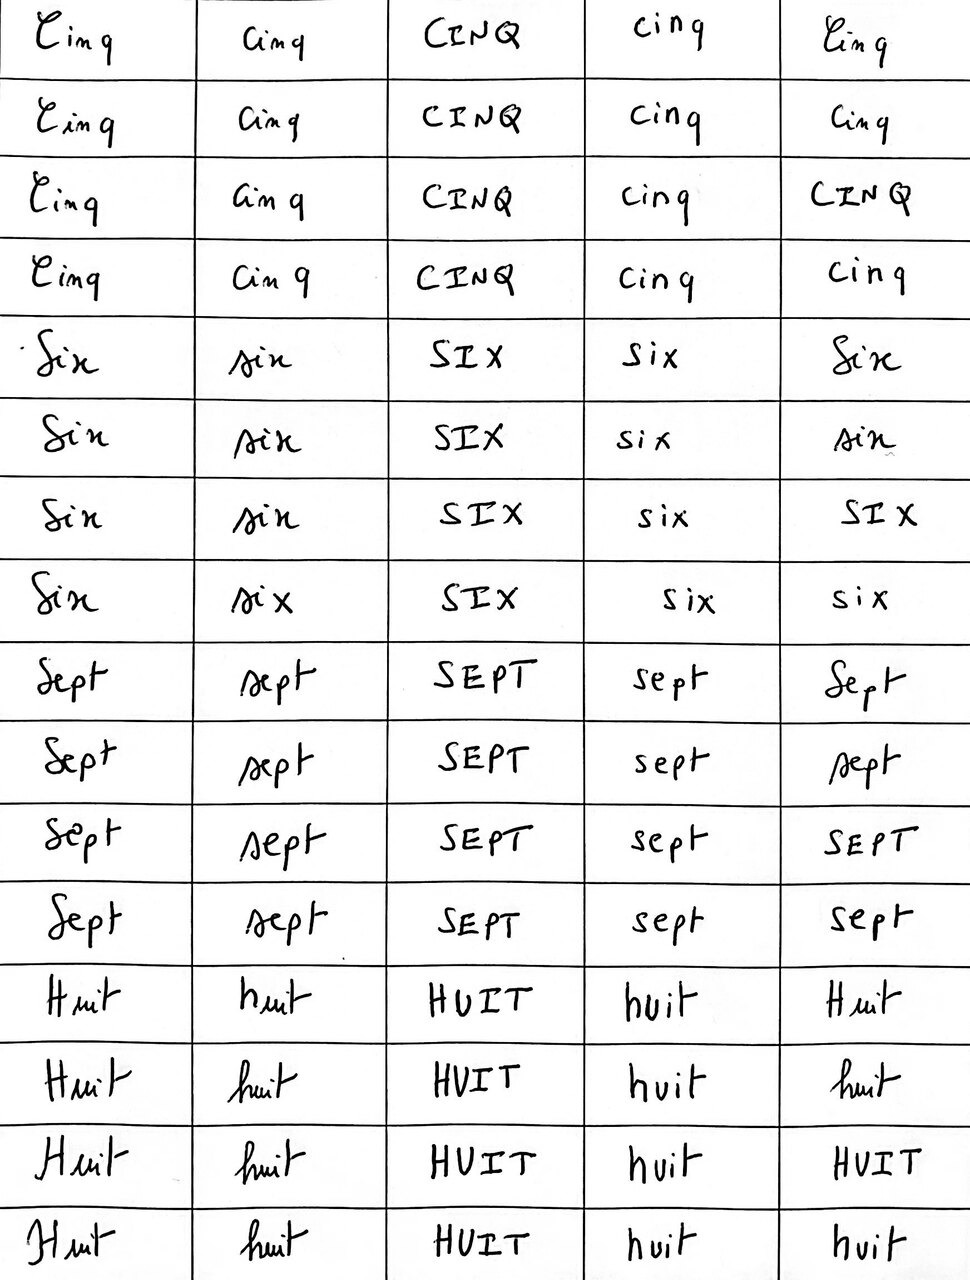 Cinq cinq CINQ cinq Cinq
Cinq cinq CINQ cinq cinq
Cinq cinq CINQ cinq CINQ
Cinq cinq CINQ cinq cinq
Six six SIX six Six
Six six SIX six six
Six six SIX six SIX
Six six SIX six six
Sept sept SEPT sept Sept
Sept sept SEPT sept sept
Sept sept SEPT sept SEPT
Sept sept SEPT sept sept
Huit huit HUIT huit Huit
Huit huit HUIT huit huit
Huit huit HUIT huit HUIT
Huit huit HUIT huit huit